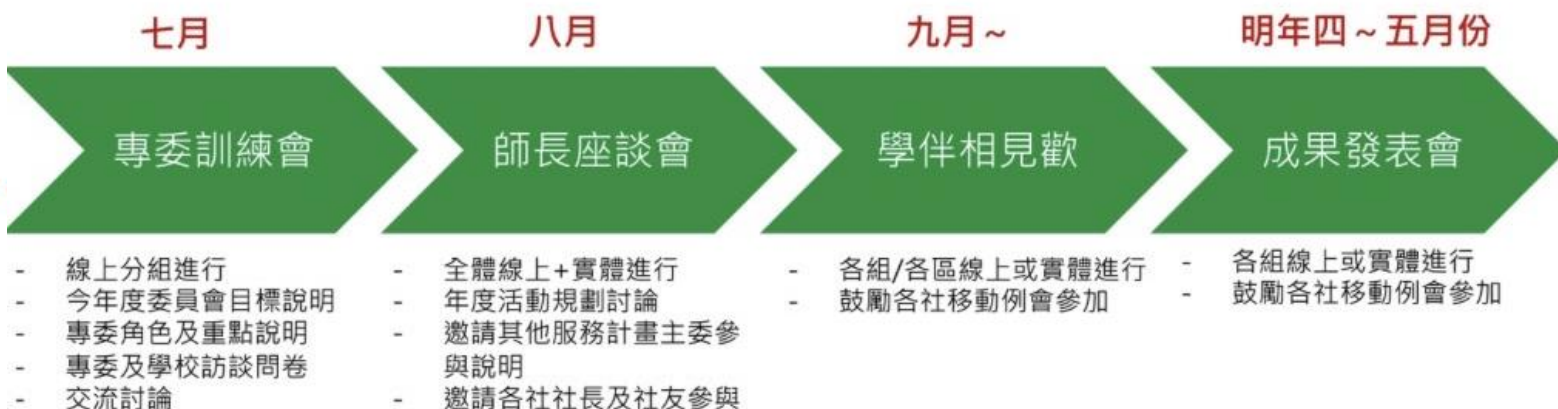 七月
專委訓練會
- 線上分組進行
- 今年度委員會目標說明
- 專委角色及重點說明
- 專委及學校訪談問卷
- 交流討論
八月
師長座談會
- 全體線上+實體進行
- 年度活動規劃討論
- 邀請其他服務計畫主委參
與說明
- 邀請各社社長及社友參與
九月~
學伴相見歡
- 各組/各區線上或實體進行
- 鼓勵各社移動例會參加
明年四~五月份
成果發表會
- 各組線上或實體進行
- 鼓勵各社移動例會參加